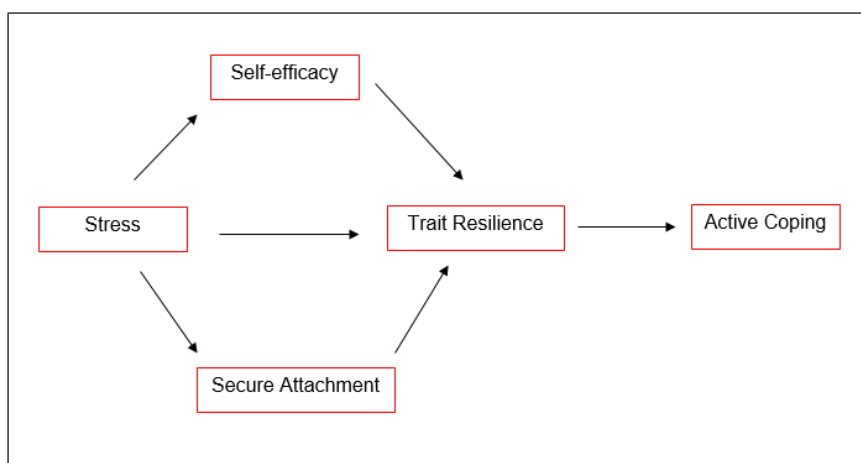 Self-efficacy
Stress
Trait Resilience
Active Coping
Secure Attachment